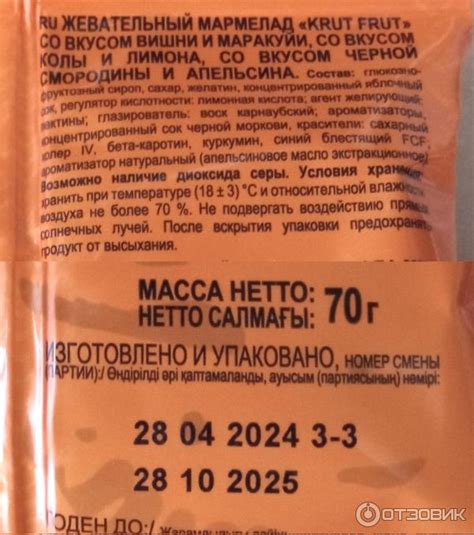 RU ЖЕВАТЕЛЬНЫЙ МАРМЕЛАД «KRUT FRUT»
СО ВКУСОМ ВИШНИ И МАРАКУЙИ, СО ВКУСОМ
КОЛЫ И ЛИМОНА, СО ВКУСОМ ЧЕРНОЙ
СМОРОДИНЫ И АПЕЛЬСИНА. Состав: глюкозно-
фруктозный сироп, сахар, желатин, концентрированный яблочный
сок, регулятор кислотности: лимонная кислота; агент желирующий:
пектины; глазирователь: воск карнаубский; ароматизаторы,
концентрированный сок черной моркови, красители: сахарный
колер IV, бета-каротин, куркумин, синий блестящий FCF,
ароматизатор натуральный (апельсиновое масло экстракционное)
Возможно наличие диоксида серы. Условия хранения:
хранить при температуре (18 ± 3) °С и относительной влажности
воздуха не более 70 %. Не подвергать воздействию прямых
солнечных лучей. После вскрытия упаковки предохранять
продукт от высыхания.
МАССА НЕТТО: 70 г
НЕТТО САЛМАҒЫ:
ИЗГОТОВЛЕНО И УПАКОВАНО, НОМЕР СМЕНЫ
(ПАРТИИ):/ Өндірілді әрі қапталманды, ауысым (партиясының) нөмірі:
28 04 2024 3-3
28 10 2025
ГОДЕН ДО:/
ОТЗОВИК